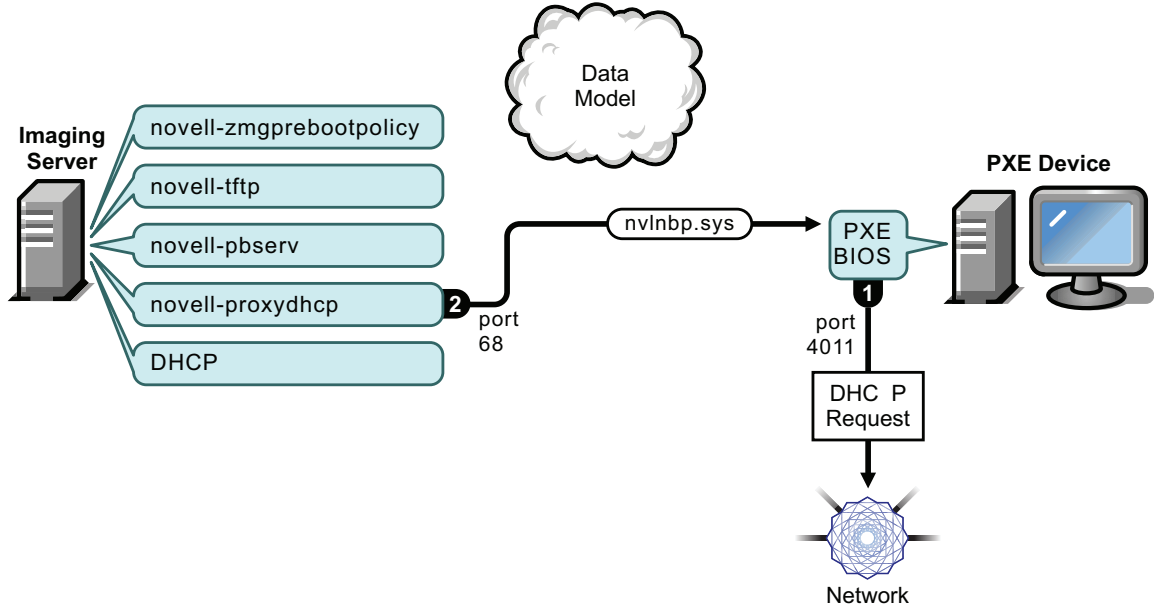 Data
Model
Imaging
Server
novell-zmgprebootpolicy
novell-tftp
novell-pbserv
novell-proxydhcp
DHCP
2
port
68
nvlnbp.sys
PXE Device
PXE
BIOS
1
port
4011
DHC P
Request
Network